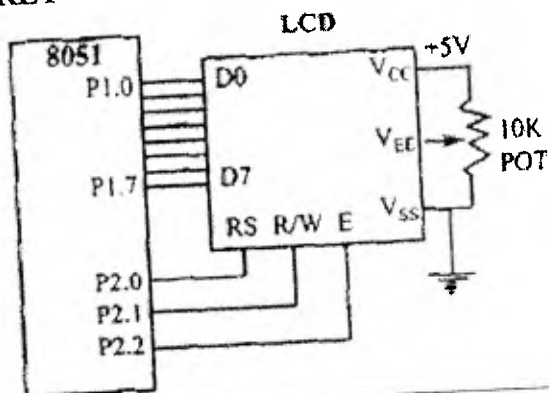 LCD
8051
+5V
P1.0
D0
VCC
10K
POT
VEE
P1.7
D7
VSS
RS R/W E
P2.0
P2.1
P2.2